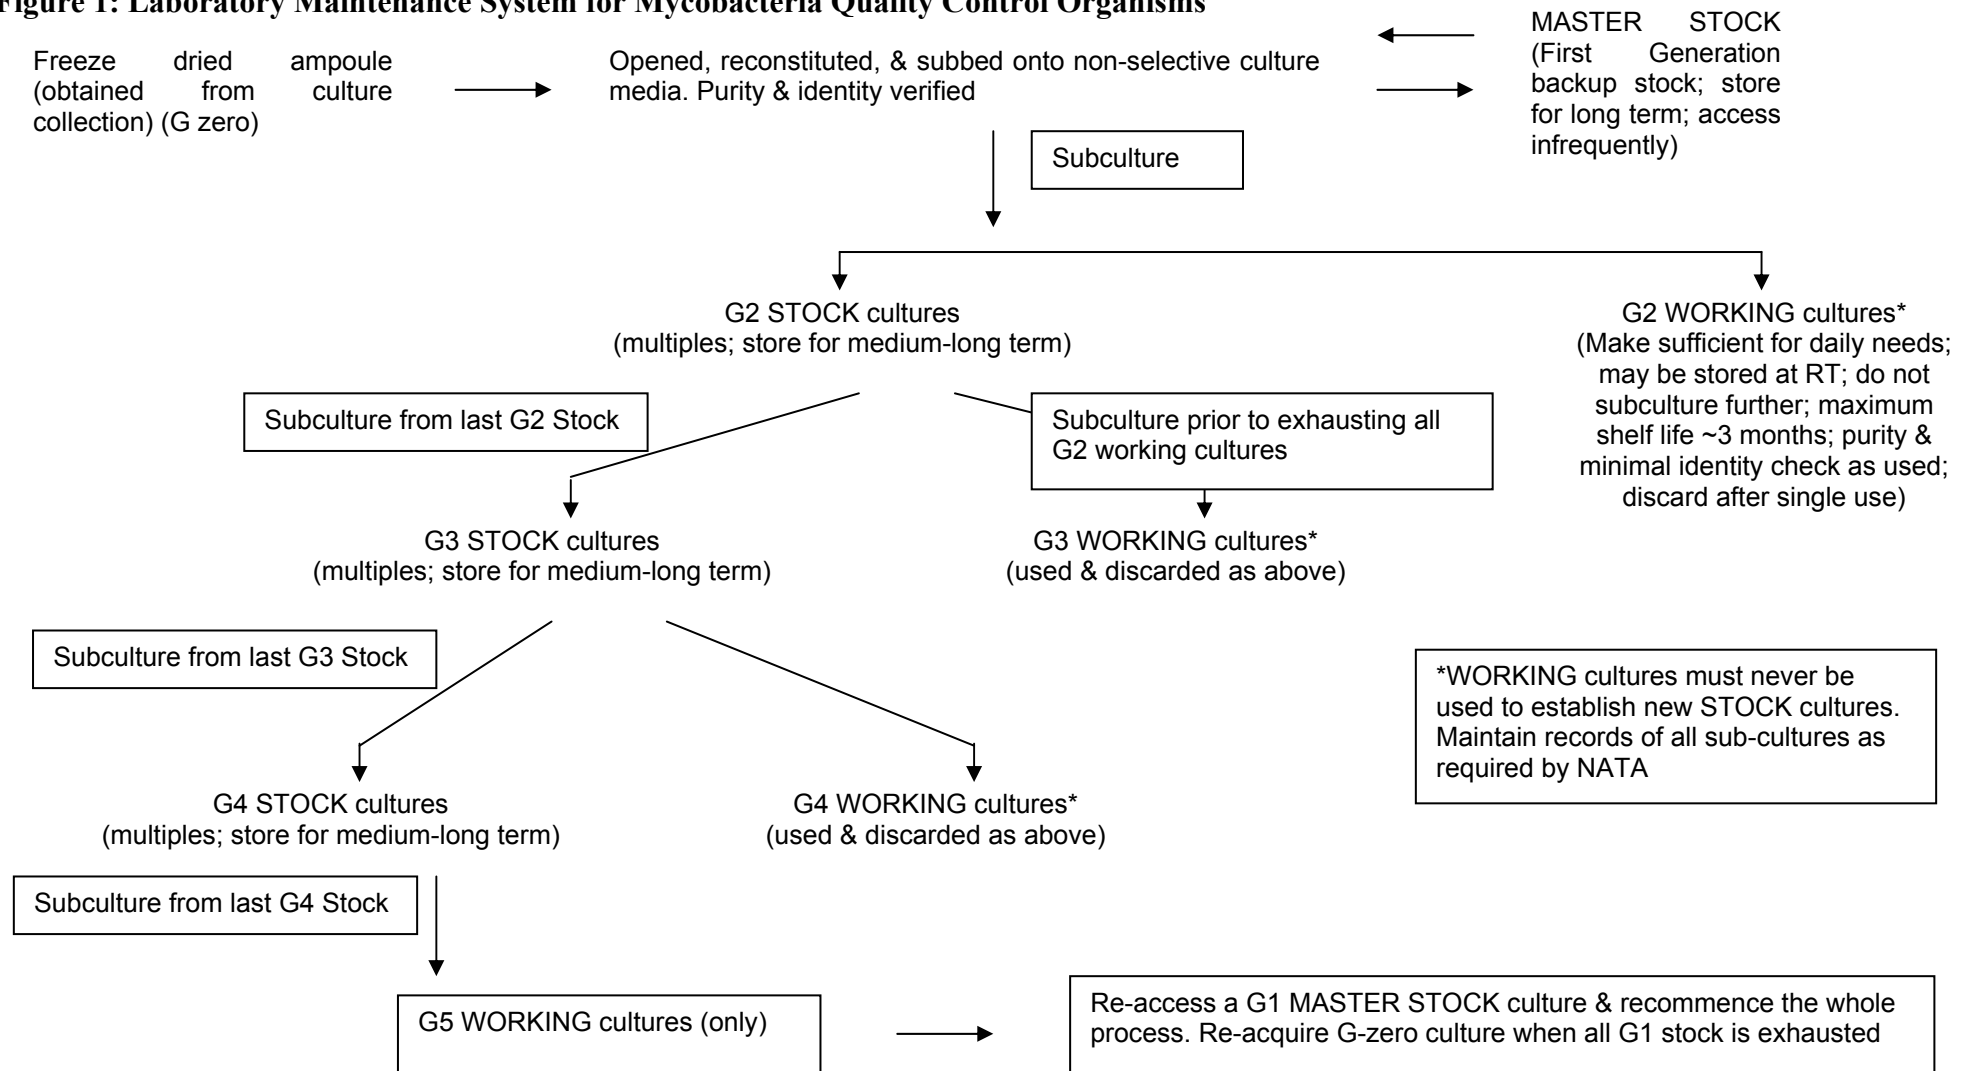 Figure 1: Laboratory Maintenance System for Mycobacteria Quality Control Organisms
Freeze dried ampoule
(obtained from culture
collection) (G zero)
Opened, reconstituted, & subbed onto non-selective culture
media. Purity & identity verified
MASTER STOCK
(First Generation
backup stock; store
for long term; access
infrequently)
Subculture
G2 STOCK cultures
(multiples; store for medium-long term)
G2 WORKING cultures*
(Make sufficient for daily needs;
may be stored at RT; do not
subculture further; maximum
shelf life ~3 months; purity &
minimal identity check as used;
discard after single use)
Subculture from last G2 Stock
Subculture prior to exhausting all
G2 working cultures
G3 STOCK cultures
(multiples; store for medium-long term)
G3 WORKING cultures*
(used & discarded as above)
Subculture from last G3 Stock
*WORKING cultures must never be
used to establish new STOCK cultures.
Maintain records of all sub-cultures as
required by NATA
G4 STOCK cultures
(multiples; store for medium-long term)
G4 WORKING cultures*
(used & discarded as above)
Subculture from last G4 Stock
G5 WORKING cultures (only)
Re-access a G1 MASTER STOCK culture & recommence the whole
process. Re-acquire G-zero culture when all G1 stock is exhausted